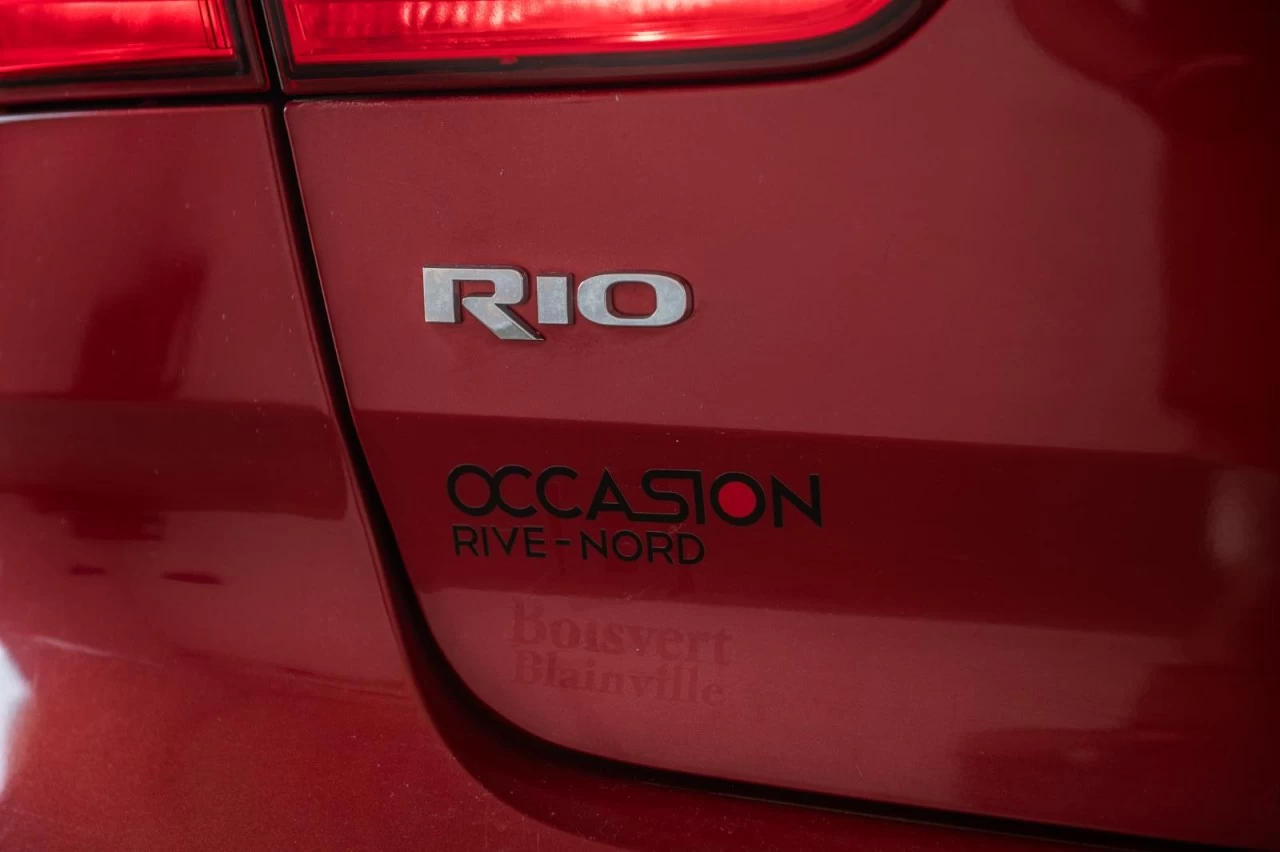 RIO
OCCASION
RIVE-NORD
Boisvert
Blainville